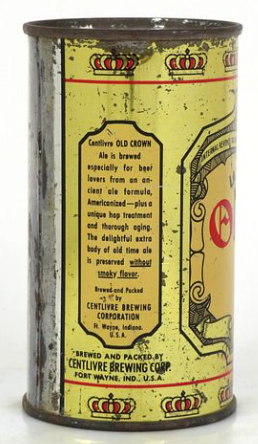 Centlivre OLD CROWN
Ale is brewed
especially for beer
lovers from an an-
cient ale formula,
Americanized—plus a
unique hop treatment
and thorough aging.
The delightful extra
body of old time ale
is preserved without
smoky flavor.
Brewed and Packed
by
CENTLIVRE BREWING
CORPORATION
Ft. Wayne, Indiana.
U.S.A.
BREWED AND PACKED BY
CENTLIVRE BREWING CORP.
FORT WAYNE, IND., U.S.A.
INTERNAL REVENUE
O